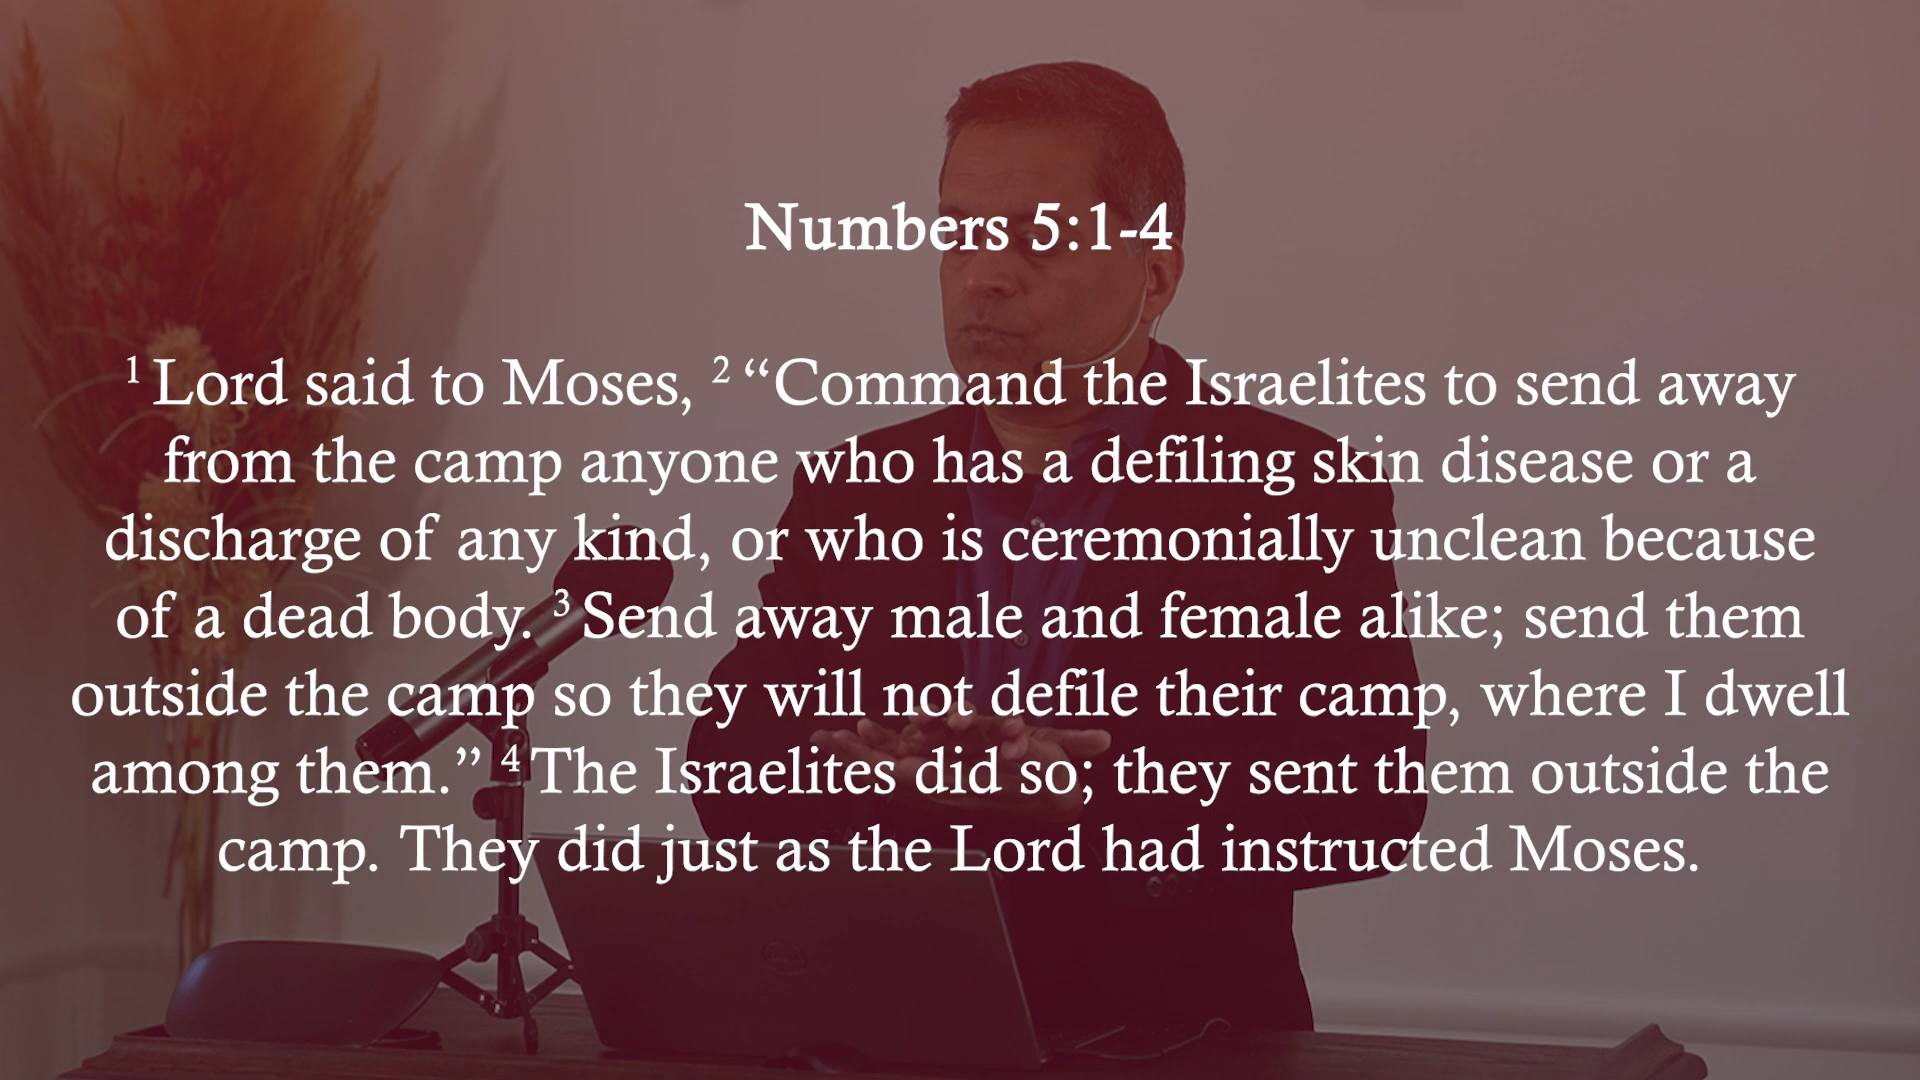 Numbers 5:1-4
1 Lord said to Moses, 2 “Command the Israelites to send away
from the camp anyone who has a defiling skin disease or a
discharge of any kind, or who is ceremonially unclean because
of a dead body. 3 Send away male and female alike; send them
outside the camp so they will not defile their camp, where I dwell
among them.” 4 The Israelites did so; they sent them outside the
camp. They did just as the Lord had instructed Moses.
DELL